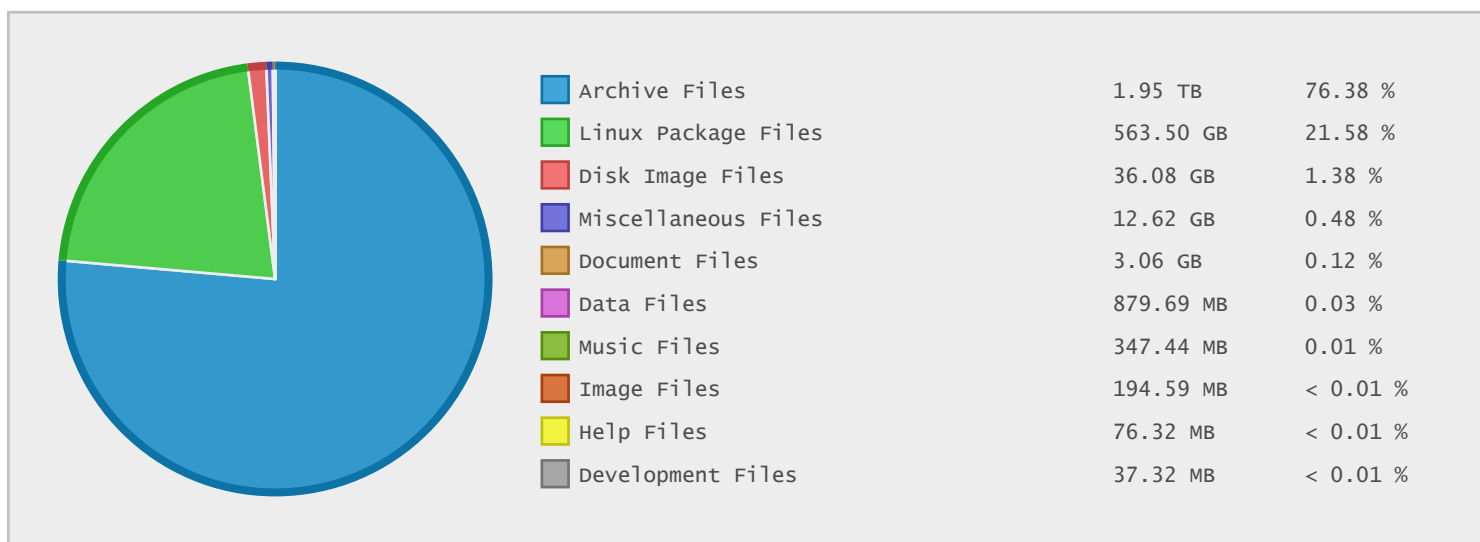 Archive Files 1.95 TB 76.38 %
Linux Package Files 563.50 GB 21.58 %
Disk Image Files 36.08 GB 1.38 %
Miscellaneous Files 12.62 GB 0.48 %
Document Files 3.06 GB 0.12 %
Data Files 879.69 MB 0.03 %
Music Files 347.44 MB 0.01 %
Image Files 194.59 MB < 0.01 %
Help Files 76.32 MB < 0.01 %
Development Files 37.32 MB < 0.01 %